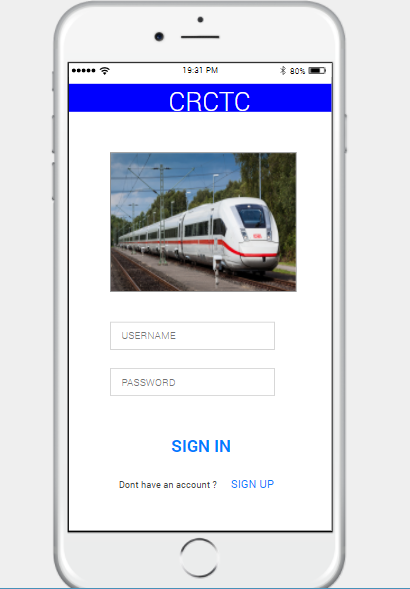 19:31 PM 80%
CRCTC
USERNAME
PASSWORD
SIGN IN
Dont have an account ? SIGN UP